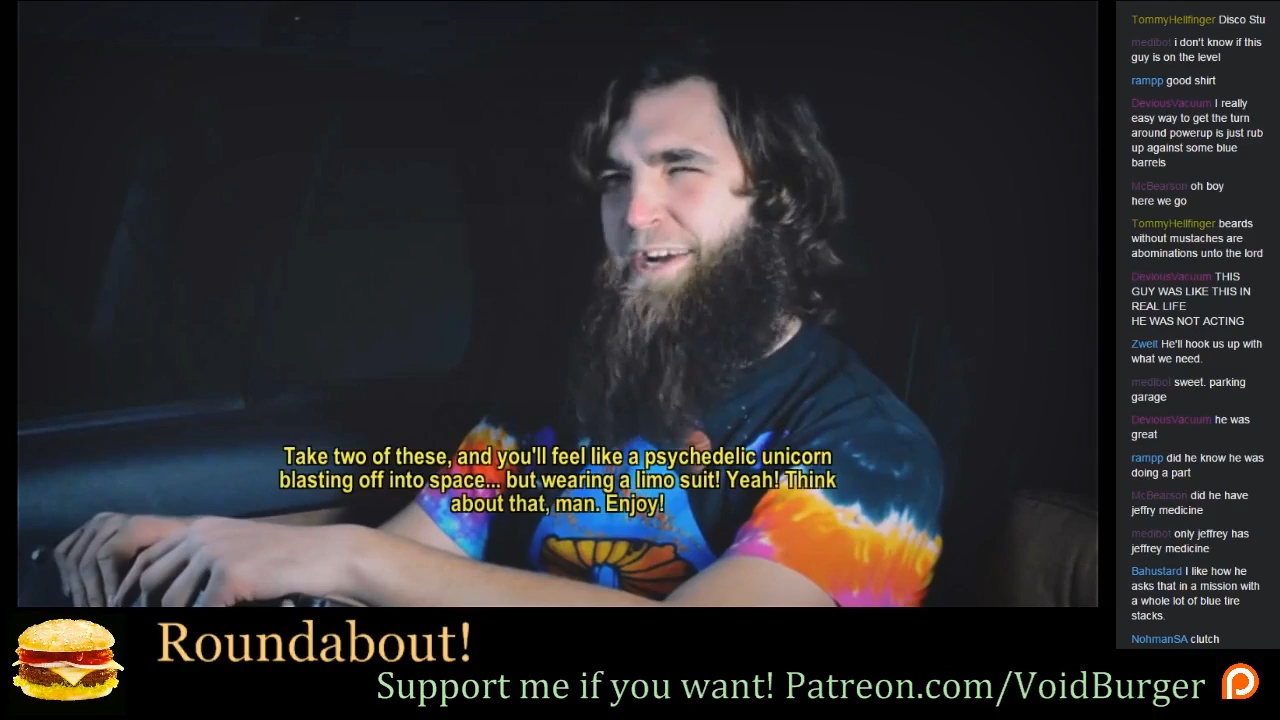 Take two of these, and you'll feel like a psychedelic unicorn
blasting off into space... but wearing a limo suit! Yeah! Think
about that, man. Enjoy!
Roundabout!
Support me if you want! Patreon.com/VoidBurger
TommyHellfinger Disco Stu
medibot i don't know if this
guy is on the level
rampp good shirt
DeviousVacuum I really
easy way to get the turn
around powerup is just rub
up against some blue
barrels
McBearson oh boy
here we go
TommyHellfinger beards
without mustaches are
abominations unto the lord
DeviousVacuum THIS
GUY WAS LIKE THIS IN
REAL LIFE
HE WAS NOT ACTING
Zweit He'll hook us up with
what we need.
medibot sweet. parking
garage
DeviousVacuum he was
great
rampp did he know he was
doing a part
McBearson did he have
jeffry medicine
medibot only jeffrey has
jeffrey medicine
Bahustard I like how he
asks that in a mission with
a whole lot of blue tire
stacks.
NohmanSA clutch